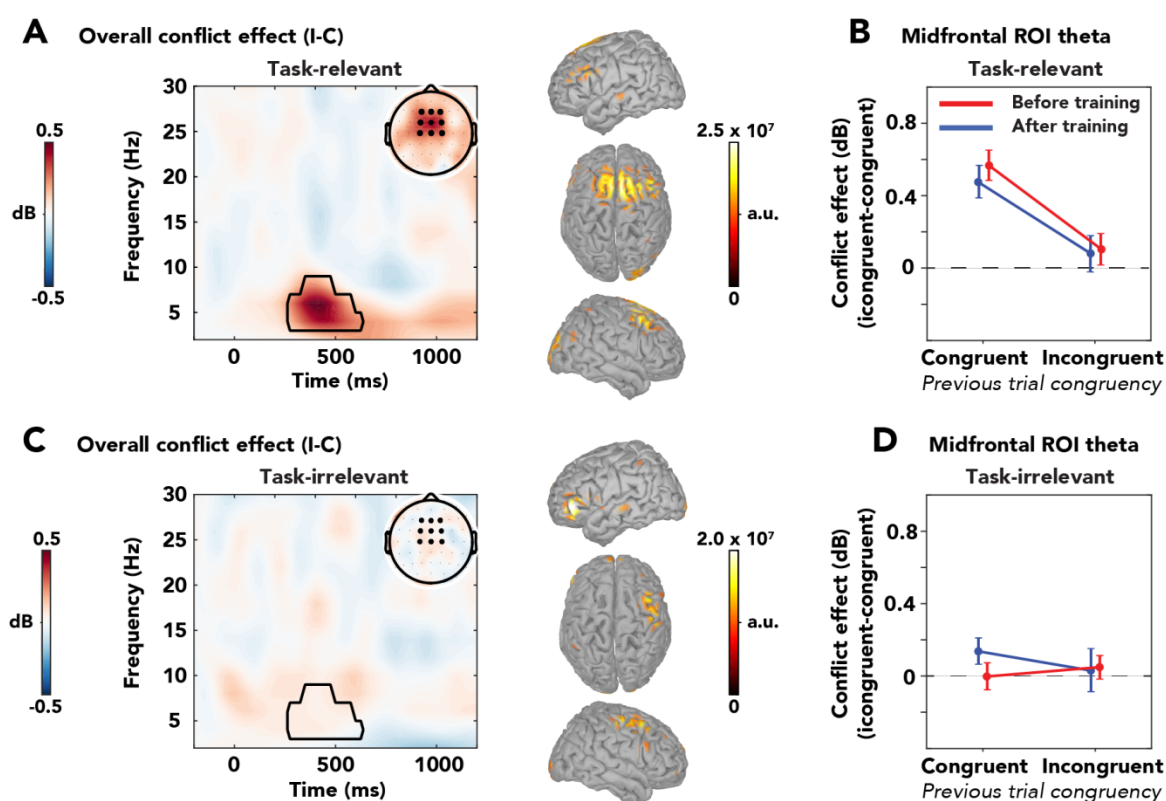 A Overall conflict effect (I-C)
Task-relevant
0.5
dB
-0.5
Frequency (Hz)
30
25
20
15
10
5
0 500 1000
Time (ms)
2.5 x 10⁷
a.u.
0
B Midfrontal ROI theta
Task-relevant
Before training
After training
Conflict effect (dB)
(icongruent-congruent)
0.8
0.4
0
Congruent Incongruent
Previous trial congruency
C Overall conflict effect (I-C)
Task-irrelevant
0.5
dB
-0.5
Frequency (Hz)
30
25
20
15
10
5
0 500 1000
Time (ms)
2.0 x 10⁷
a.u.
0
D Midfrontal ROI theta
Task-irrelevant
Conflict effect (dB)
(icongruent-congruent)
0.8
0.4
0
Congruent Incongruent
Previous trial congruency